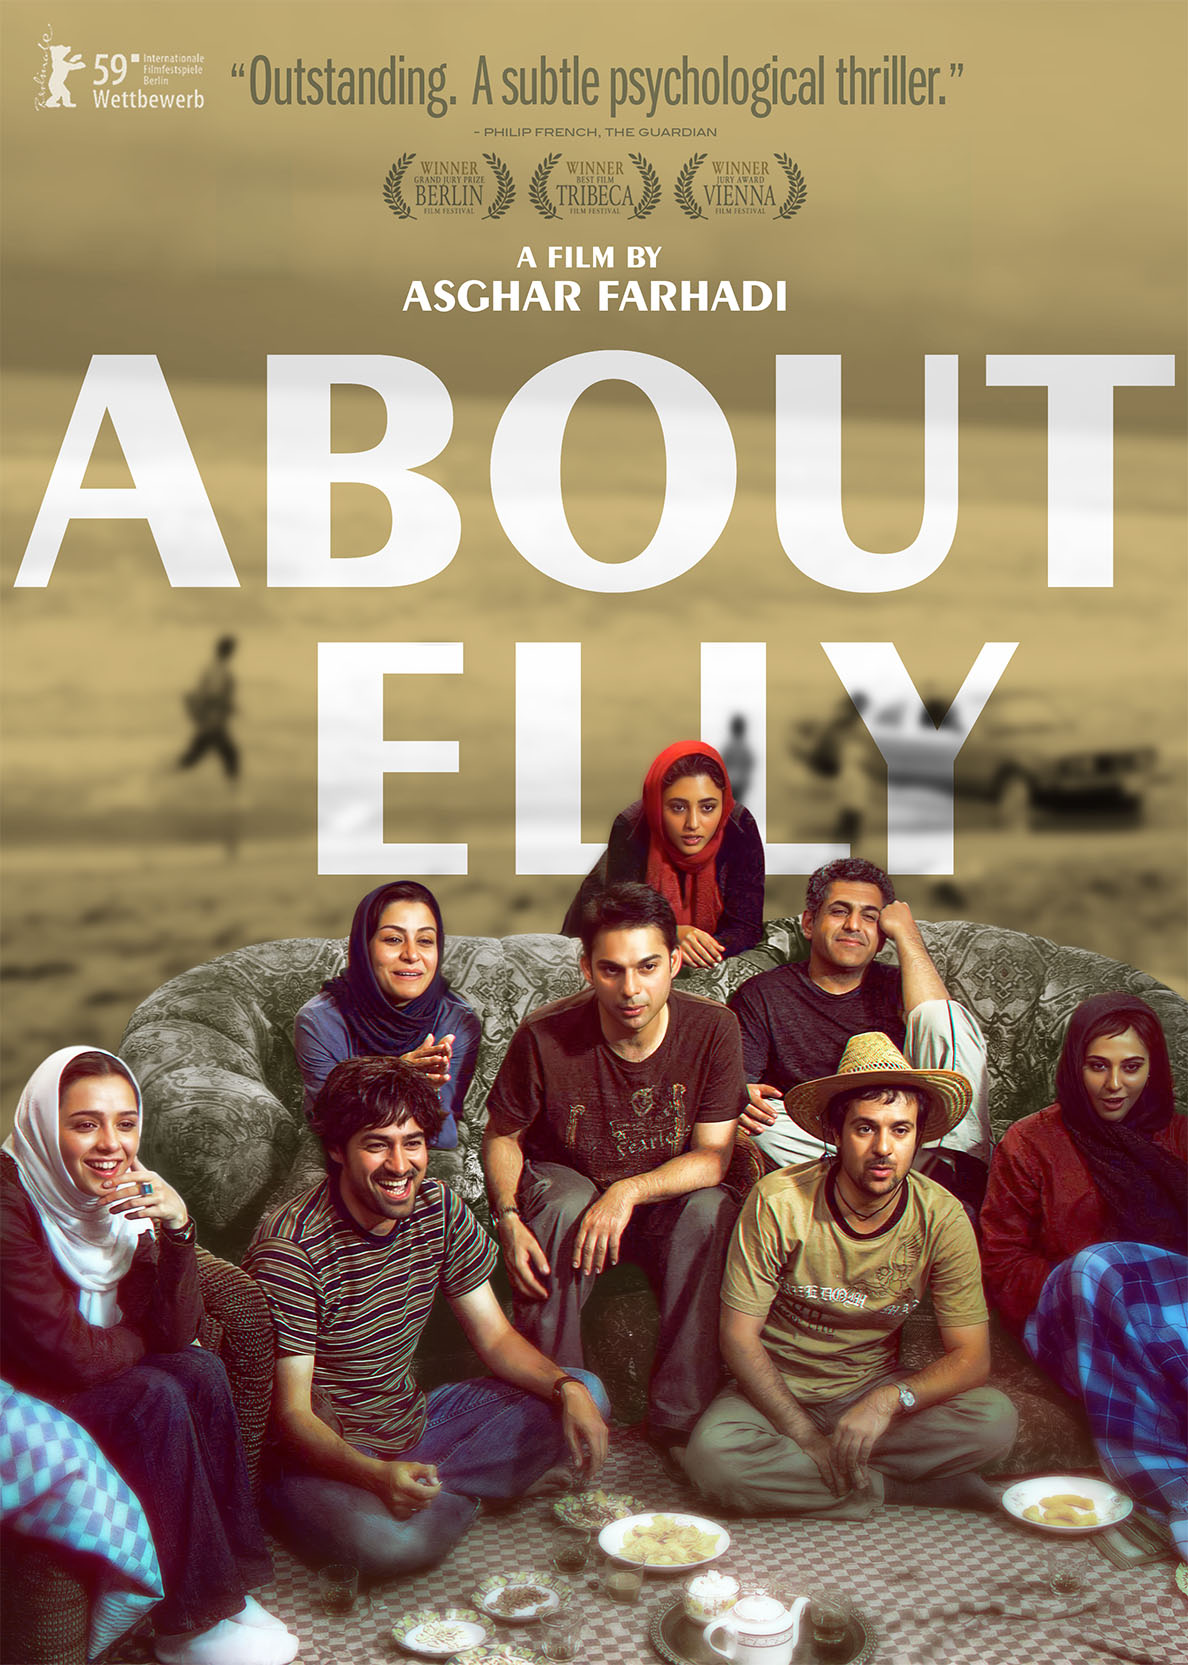 Berlinale
59
Internationale
Filmfestspiele
Berlin
Wettbewerb
“Outstanding. A subtle psychological thriller.”
- PHILIP FRENCH, THE GUARDIAN
WINNER
GRAND JURY PRIZE
BERLIN
FILM FESTIVAL
WINNER
BEST FILM
TRIBECA
FILM FESTIVAL
WINNER
JURY AWARD
VIENNA
FILM FESTIVAL
A FILM BY
ASGHAR FARHADI
ABOUT
ELLY
Fearle